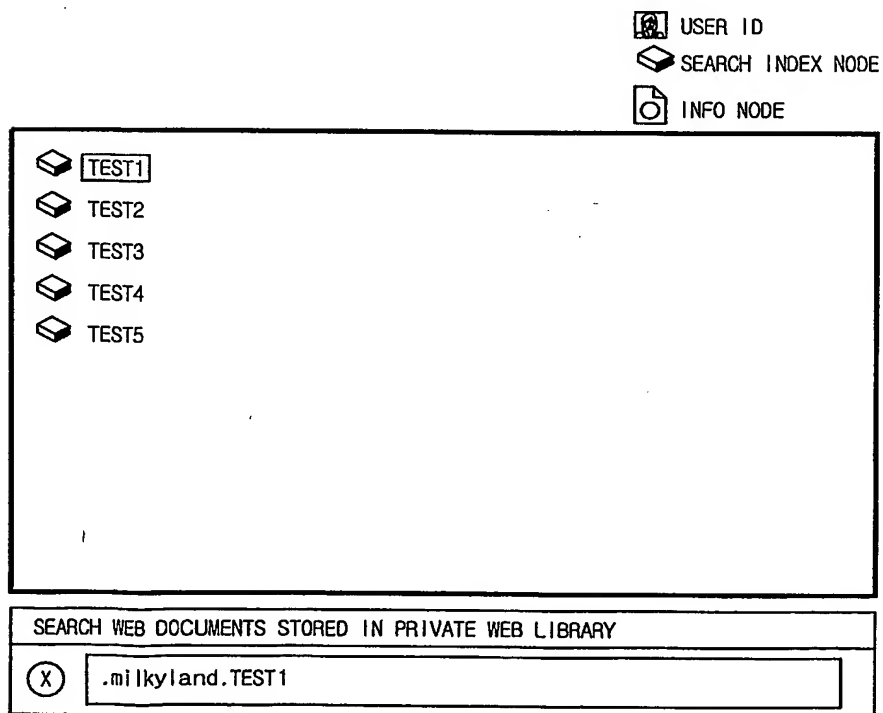 USER ID
SEARCH INDEX NODE
INFO NODE
TEST1
TEST2
TEST3
TEST4
TEST5
SEARCH WEB DOCUMENTS STORED IN PRIVATE WEB LIBRARY
X
.milkyland.TEST1